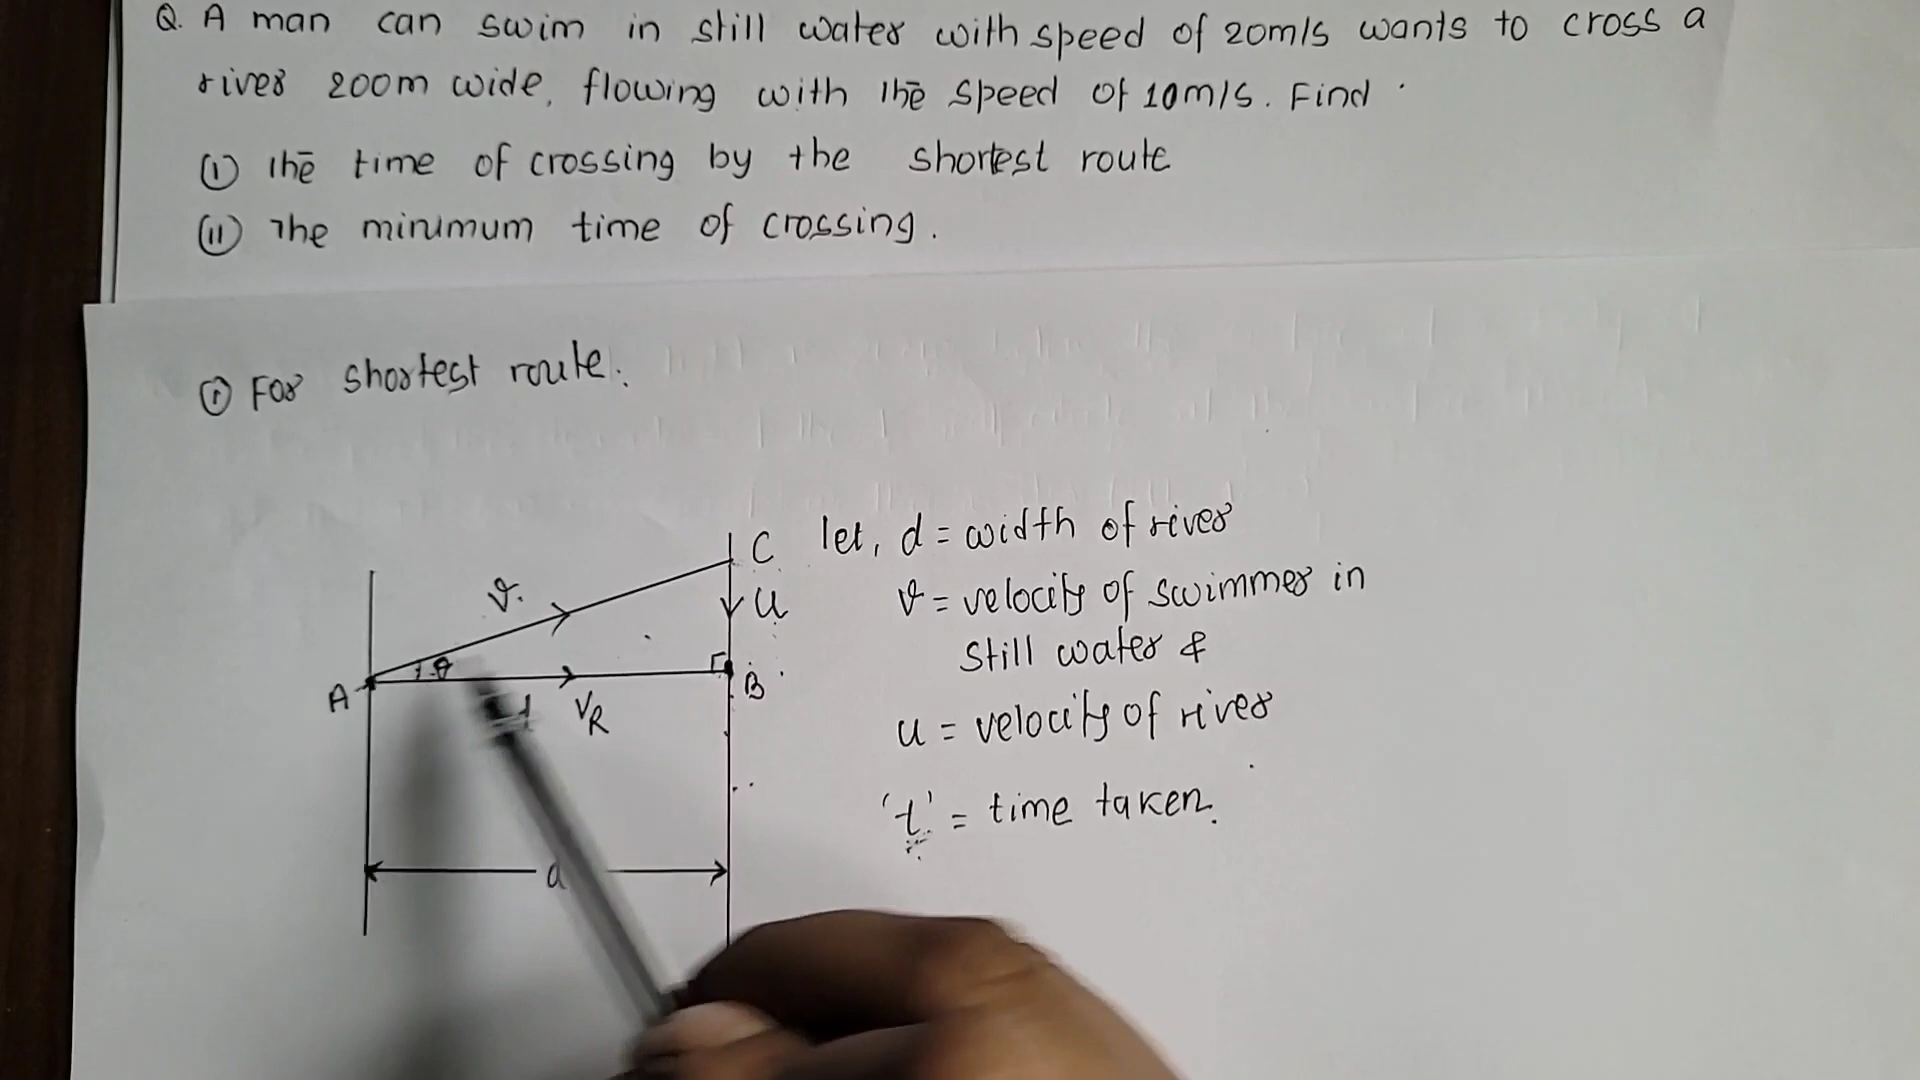 Q. A man can swim in still water with speed of 20m/s wants to cross a
river 200m wide, flowing with the speed of 10m/s. Find
(i) The time of crossing by the shortest route
(ii) The minimum time of crossing.
(i) For shortest route.
C
v
u
θ
A
B
d
VR
d
let, d = width of river
v = velocity of swimmer in
still water &
u = velocity of river
't' = time taken.